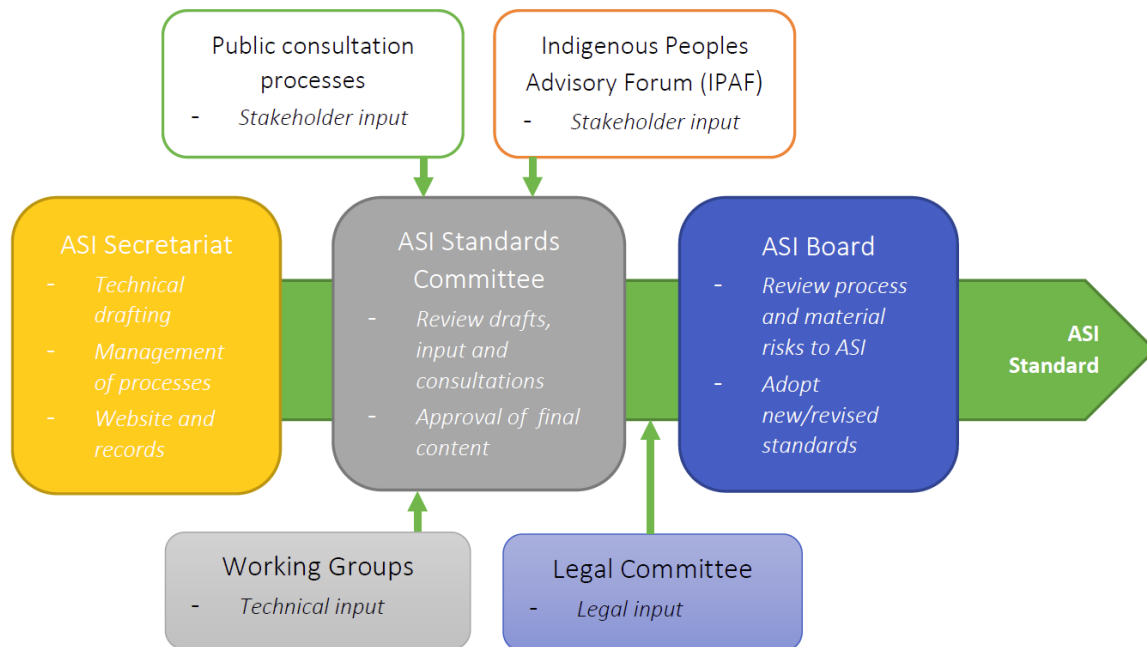 Public consultation
processes
- Stakeholder input
Indigenous Peoples
Advisory Forum (IPAF)
- Stakeholder input
ASI Secretariat
- Technical
drafting
- Management
of processes
- Website and
records
ASI Standards
Committee
- Review drafts,
input and
consultations
- Approval of final
content
ASI Board
- Review process
and material
risks to ASI
- Adopt
new/revised
standards
ASI
Standard
Working Groups
- Technical input
Legal Committee
- Legal input